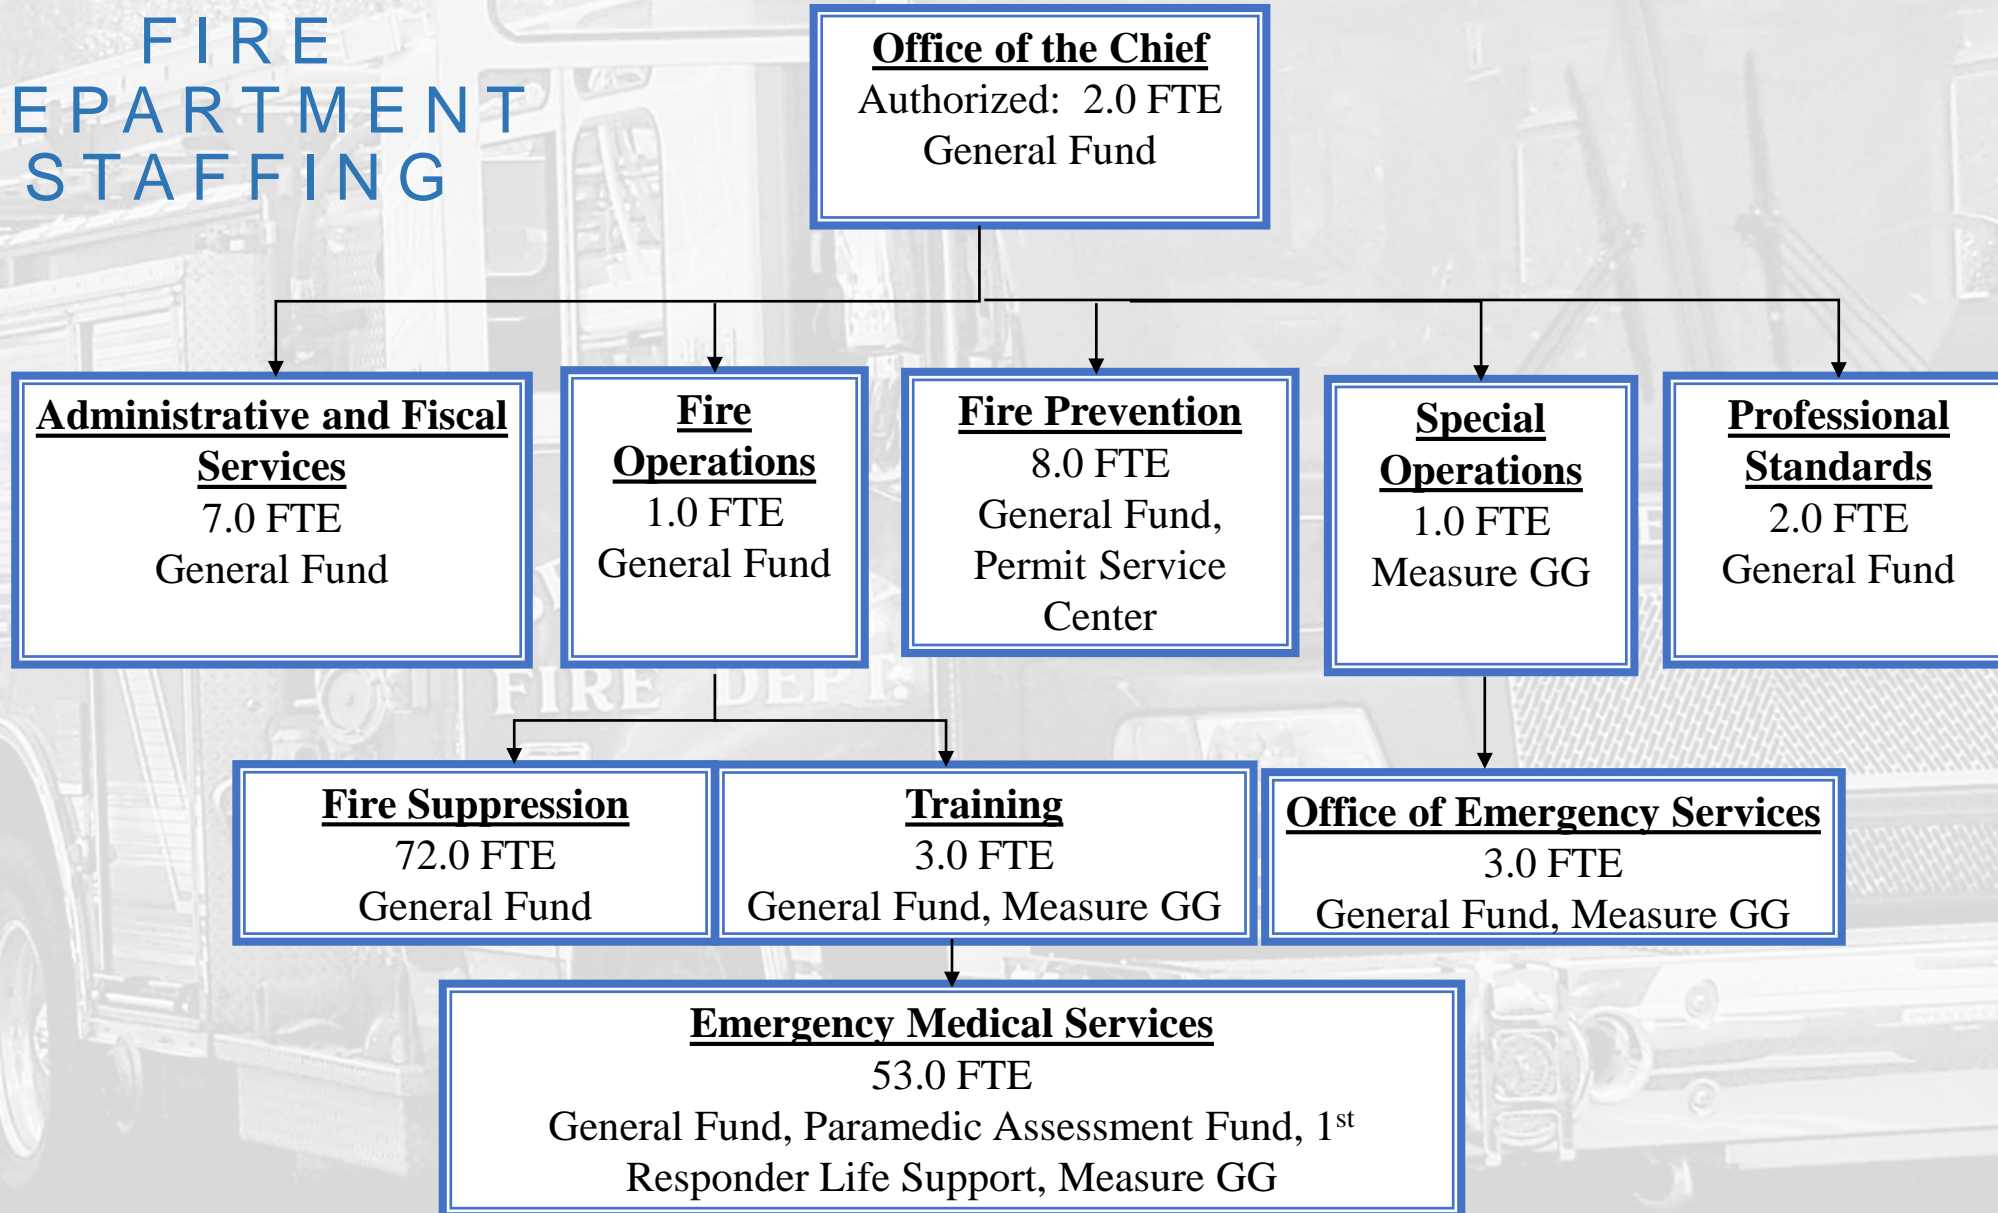 FIRE
EPARTMENT
STAFFING
Office of the Chief
Authorized: 2.0 FTE
General Fund
Administrative and Fiscal
Services
7.0 FTE
General Fund
Fire
Operations
1.0 FTE
General Fund
Fire Prevention
8.0 FTE
General Fund,
Permit Service
Center
Special
Operations
1.0 FTE
Measure GG
Professional
Standards
2.0 FTE
General Fund
FIRE DEPT.
Fire Suppression
72.0 FTE
General Fund
Training
3.0 FTE
General Fund, Measure GG
Office of Emergency Services
3.0 FTE
General Fund, Measure GG
Emergency Medical Services
53.0 FTE
General Fund, Paramedic Assessment Fund, 1st
Responder Life Support, Measure GG